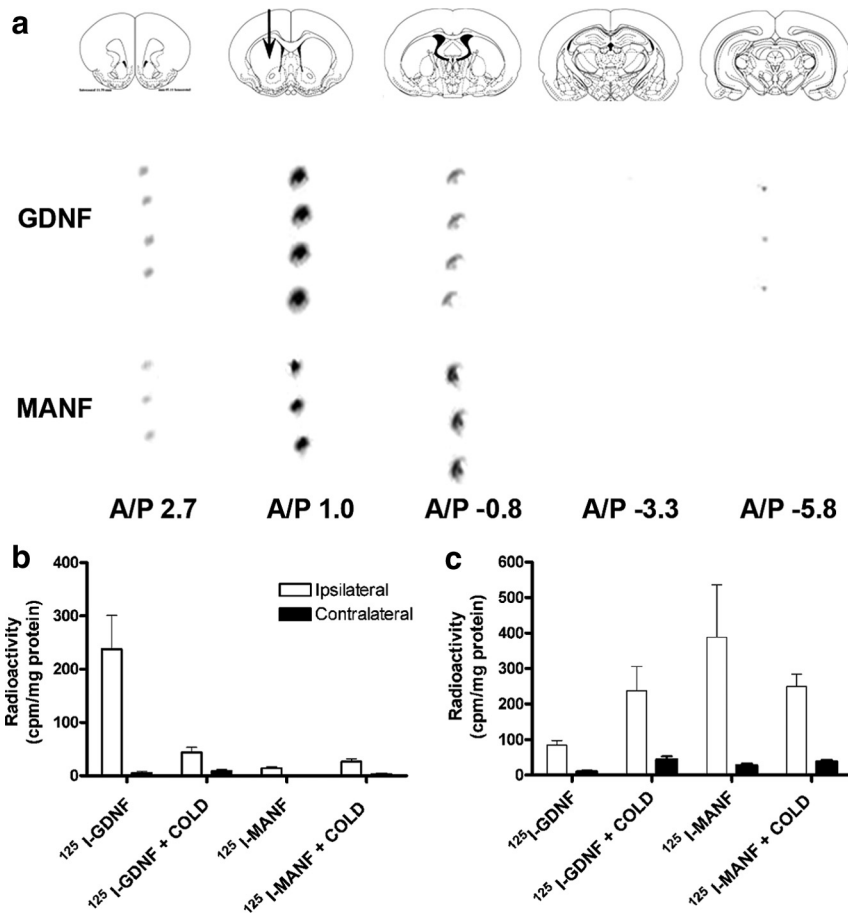 a
GDNF
MANF
A/P 2.7
A/P 1.0
A/P -0.8
A/P -3.3
A/P -5.8
b
400
300
200
100
0
Radioactivity
(cpm/mg protein)
Ipsilateral
Contralateral
125 I-GDNF
125 I-GDNF + COLD
125 I-MANF
125 I-MANF + COLD
c
600
500
400
300
200
100
0
Radioactivity
(cpm/mg protein)
125 I-GDNF
125 I-GDNF + COLD
125 I-MANF
125 I-MANF + COLD